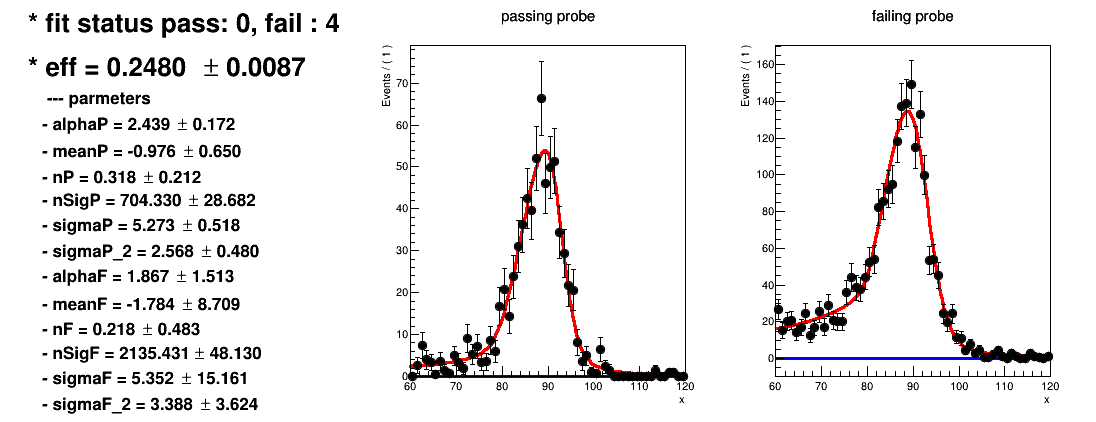 * fit status pass: 0, fail : 4
* eff = 0.2480 ± 0.0087
--- parmeters
- alphaP = 2.439 ± 0.172
- meanP = -0.976 ± 0.650
- nP = 0.318 ± 0.212
- nSigP = 704.330 ± 28.682
- sigmaP = 5.273 ± 0.518
- sigmaP_2 = 2.568 ± 0.480
- alphaF = 1.867 ± 1.513
- meanF = -1.784 ± 8.709
- nF = 0.218 ± 0.483
- nSigF = 2135.431 ± 48.130
- sigmaF = 5.352 ± 15.161
- sigmaF_2 = 3.388 ± 3.624
passing probe
Events / ( 1 )
70
60
50
40
30
20
10
0
60 70 80 90 100 110 120
x
failing probe
Events / ( 1 )
160
140
120
100
80
60
40
20
0
60 70 80 90 100 110 120
x